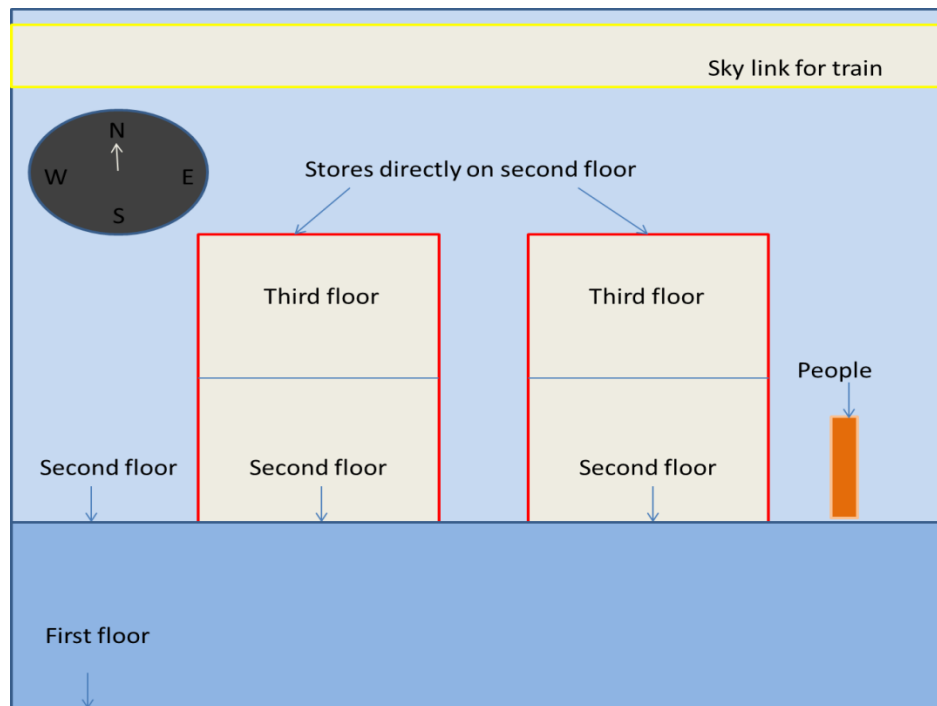 Sky link for train
N
W
E
S
Stores directly on second floor
Third floor
Third floor
People
Second floor
Second floor
Second floor
First floor